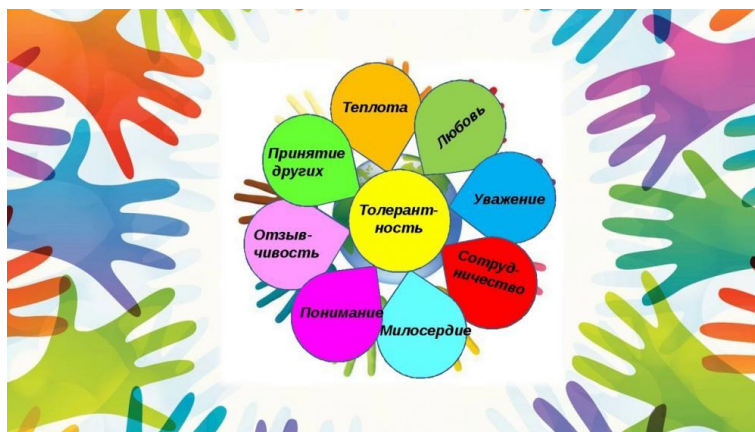 Теплота
Любовь
Уважение
Сотруд-
ничество
Милосердие
Понимание
Отзыв-
чивость
Принятие
других
Толерант-
ность